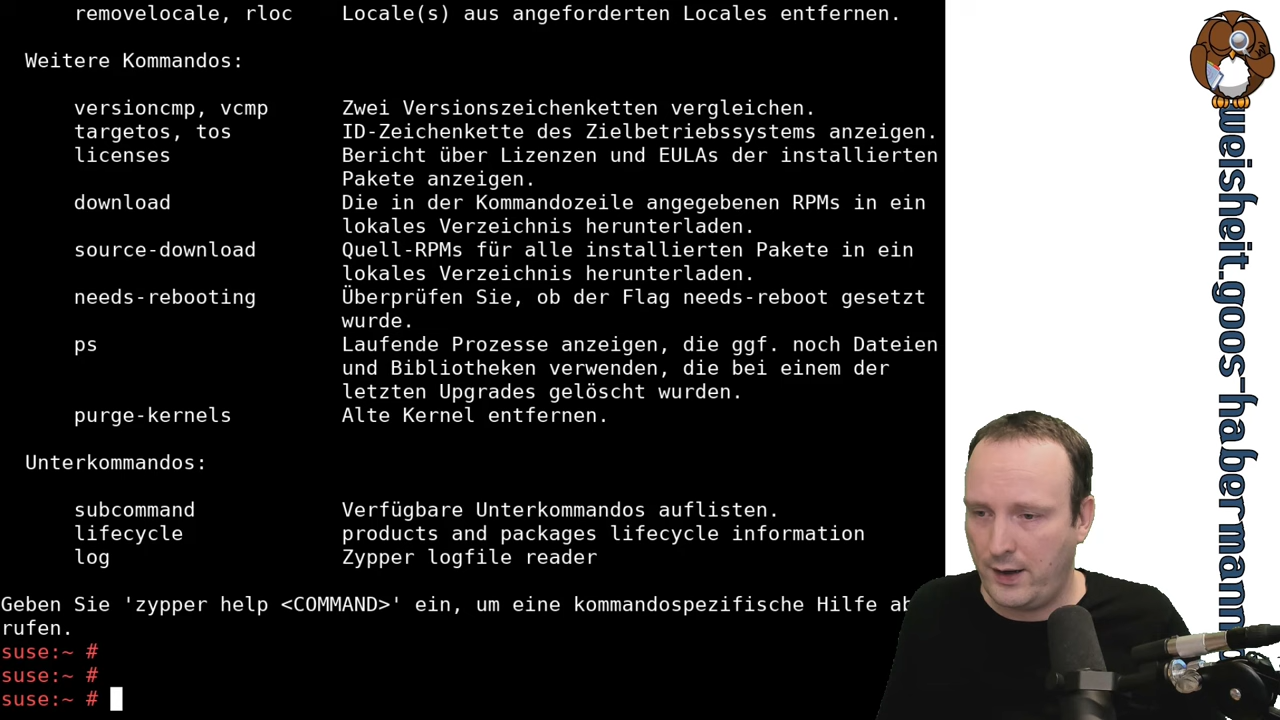 removelocale, rloc    Locale(s) aus angeforderten Locales entfernen.
Weitere Kommandos:
versioncmp, vcmp      Zwei Versionszeichenketten vergleichen.
targetos, tos         ID-Zeichenkette des Zielbetriebssystems anzeigen.
licenses              Bericht über Lizenzen und EULAs der installierten
Pakete anzeigen.
download              Die in der Kommandozeile angegebenen RPMs in ein
lokales Verzeichnis herunterladen.
source-download       Quell-RPMs für alle installierten Pakete in ein
lokales Verzeichnis herunterladen.
needs-rebooting       Überprüfen Sie, ob der Flag needs-reboot gesetzt
wurde.
ps                    Laufende Prozesse anzeigen, die ggf. noch Dateien
und Bibliotheken verwenden, die bei einem der
letzten Upgrades gelöscht wurden.
purge-kernels         Alte Kernel entfernen.
Unterkommandos:
subcommand            Verfügbare Unterkommandos auflisten.
lifecycle             products and packages lifecycle information
log                   Zypper logfile reader
Geben Sie 'zypper help <COMMAND>' ein, um eine kommandospezifische Hilfe ab
rufen.
suse:~ #
suse:~ #
suse:~ #
weisheit.goos-habermann.d